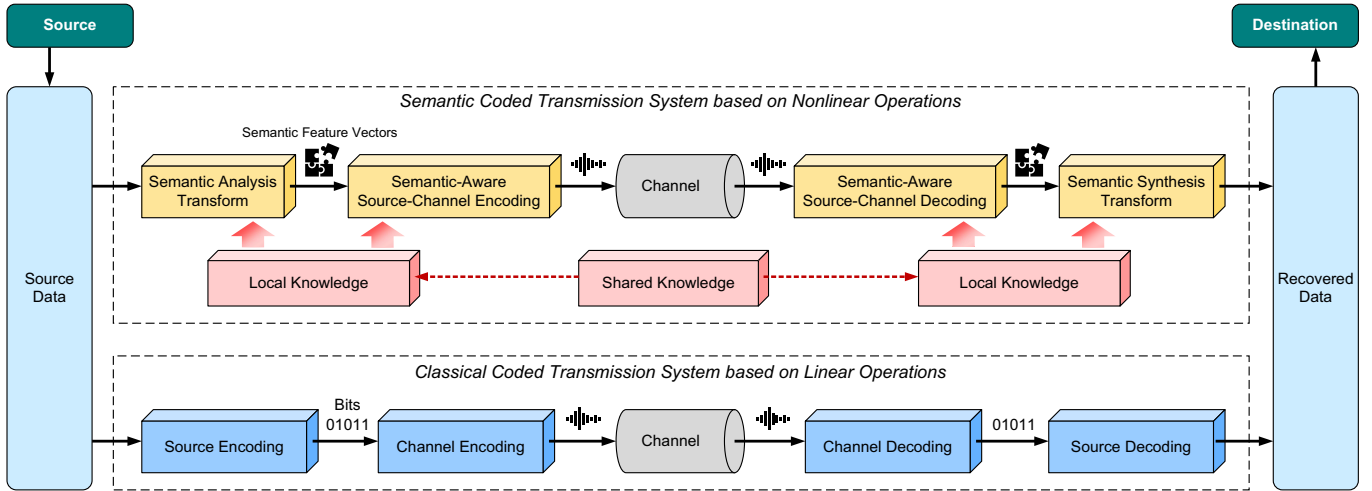 Source
Destination
Semantic Coded Transmission System based on Nonlinear Operations
Semantic Feature Vectors
Semantic Analysis
Transform
Semantic-Aware
Source-Channel Encoding
Channel
Semantic-Aware
Source-Channel Decoding
Semantic Synthesis
Transform
Local Knowledge
Shared Knowledge
Local Knowledge
Source
Data
Recovered
Data
Classical Coded Transmission System based on Linear Operations
Bits
01011
01011
Source Encoding
Channel Encoding
Channel
Channel Decoding
Source Decoding